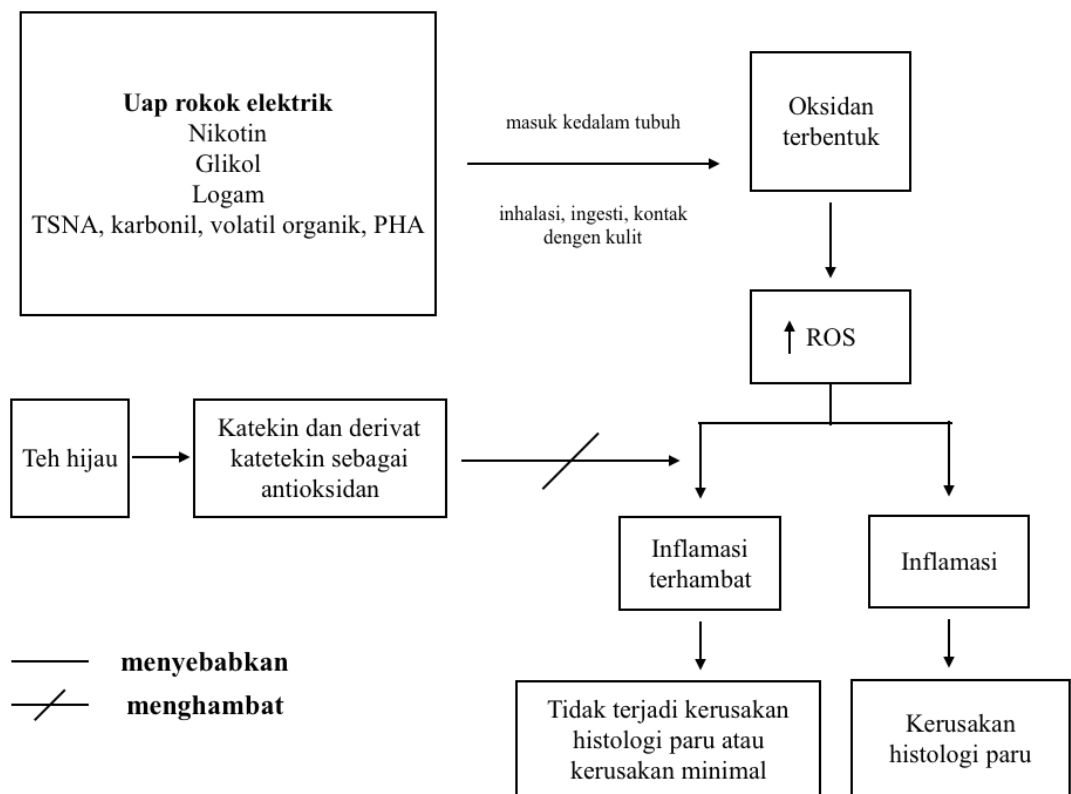 Uap rokok elektrik
Nikotin
Glikol
Logam
TSNA, karbonil, volatil organik, PHA
masuk kedalam tubuh
inhalasi, ingesti, kontak
dengen kulit
Oksidan
terbentuk
ROS
Teh hijau
Katekin dan derivat
katetekin sebagai
antioksidan
Inflamasi
terhambat
Inflamasi
Tidak terjadi kerusakan
histologi paru atau
kerusakan minimal
Kerusakan
histologi paru
menyebabkan
menghambat